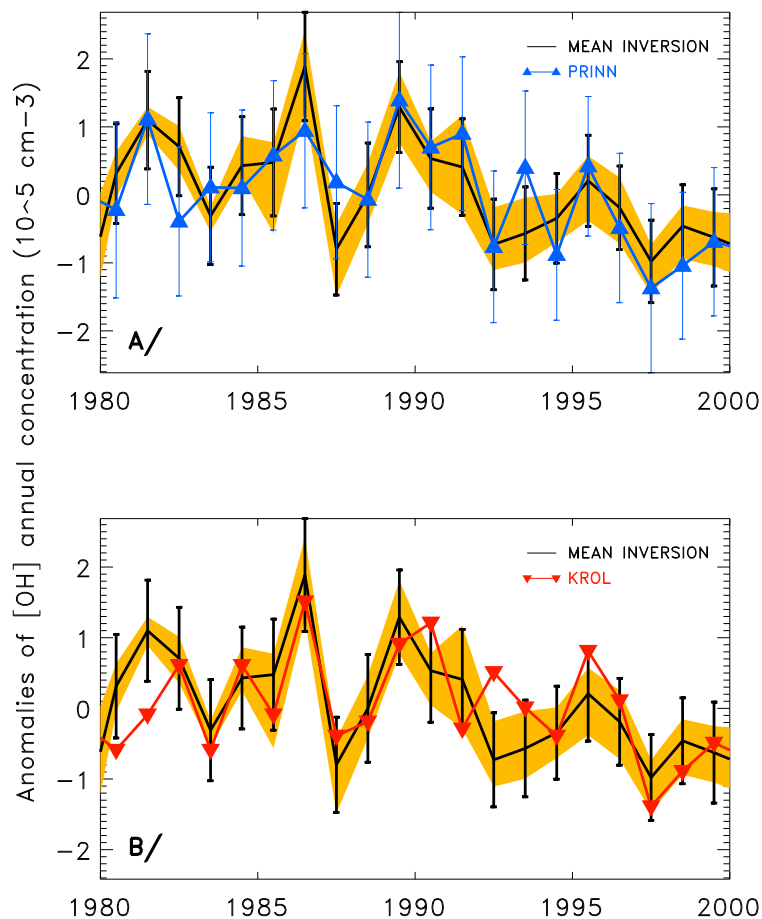 Anomalies of [OH] annual concentration (10^5 cm-3)
2
1
0
-1
-2
MEAN INVERSION
PRINN
A/
1980
1985
1990
1995
2000
2
1
0
-1
-2
MEAN INVERSION
KROL
B/
1980
1985
1990
1995
2000